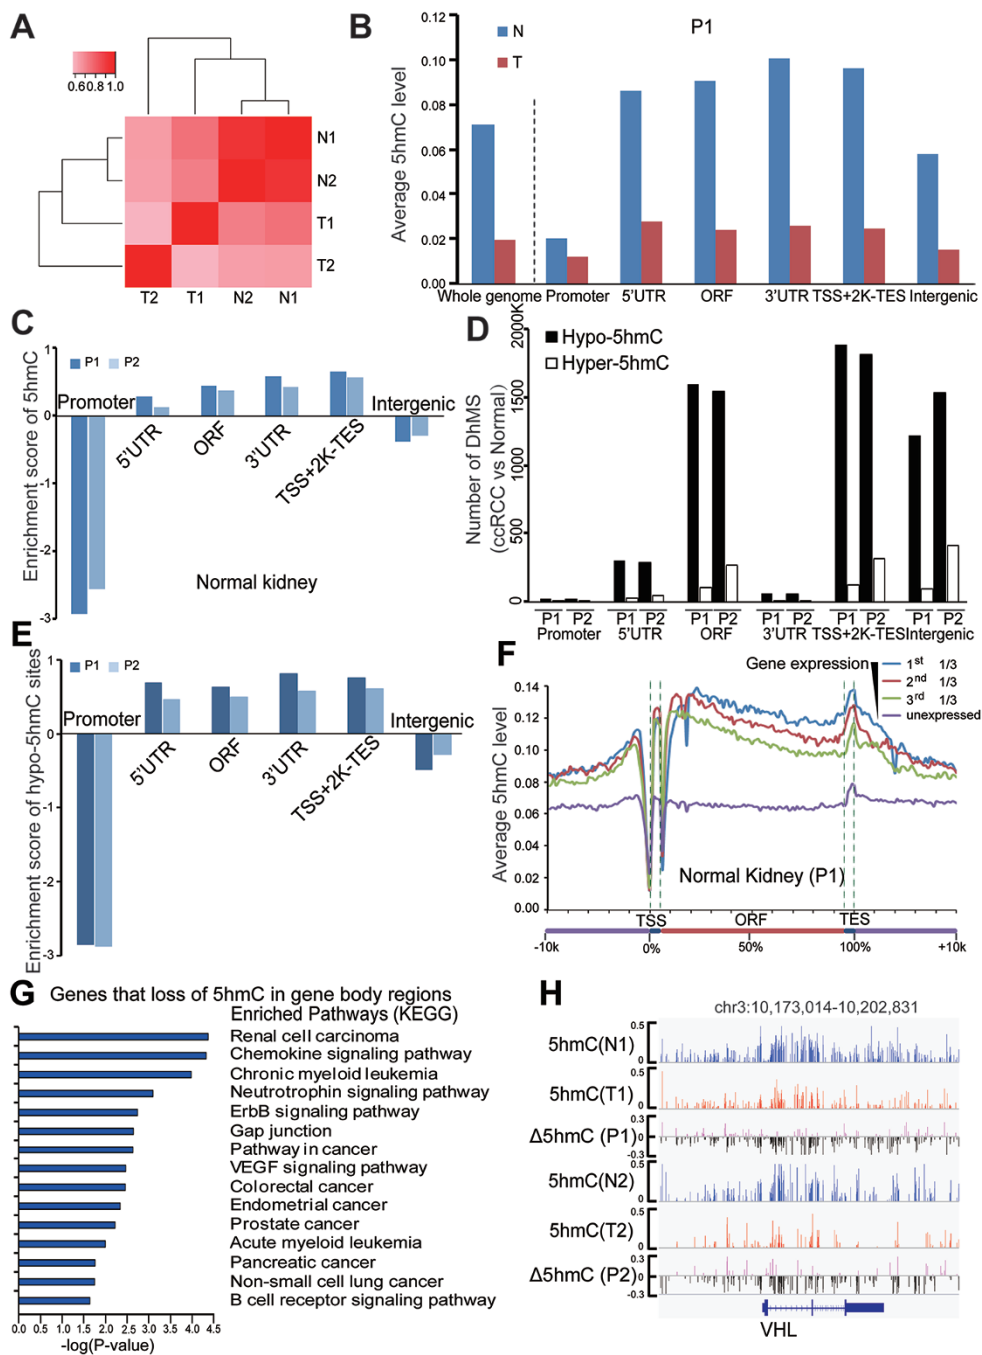 A
0.6 0.8 1.0
N1
N2
T1
T2
T2 T1 N2 N1
B
P1
N
T
Average 5hmC level
0.12
0.10
0.08
0.06
0.04
0.02
0.00
Whole genome Promoter 5'UTR ORF 3'UTR TSS+2K-TES Intergenic
C
Enrichment score of 5hmC
P1 P2
1
0
-1
-2
-3
Promoter
5'UTR
ORF
3'UTR
TSS+2K-TES
Intergenic
Normal kidney
D
Hypo-5hmC
Hyper-5hmC
Number of DhMS
(ccRCC vs Normal)
2000K
1500
1000
500
0
P1 P2 P1 P2 P1 P2 P1 P2 P1 P2 P1 P2
Promoter 5'UTR ORF 3'UTR TSS+2K-TES Intergenic
E
Enrichment score of hypo-5hmC sites
P1 P2
1
0
-1
-2
-3
Promoter
5'UTR
ORF
3'UTR
TSS+2K-TES
Intergenic
F
Gene expression
1st 1/3
2nd 1/3
3rd 1/3
unexpressed
Average 5hmC level
0.14
0.12
0.10
0.08
0.06
0.04
0.02
0.00
Normal Kidney (P1)
TSS ORF TES
-10k 0% 50% 100% +10k
G
Genes that loss of 5hmC in gene body regions
Enriched Pathways (KEGG)
Renal cell carcinoma
Chemokine signaling pathway
Chronic myeloid leukemia
Neutrotrophin signaling pathway
ErbB signaling pathway
Gap junction
Pathway in cancer
VEGF signaling pathway
Colorectal cancer
Endometrial cancer
Prostate cancer
Acute myeloid leukemia
Pancreatic cancer
Non-small cell lung cancer
B cell receptor signaling pathway
0.0 0.5 1.0 1.5 2.0 2.5 3.0 3.5 4.0 4.5
-log(P-value)
H
chr3:10,173,014-10,202,831
0.5
5hmC(N1)
0.5
5hmC(T1)
0.3
Δ5hmC (P1)
-0.3
0.5
5hmC(N2)
0.5
5hmC(T2)
0.3
Δ5hmC (P2)
-0.3
VHL